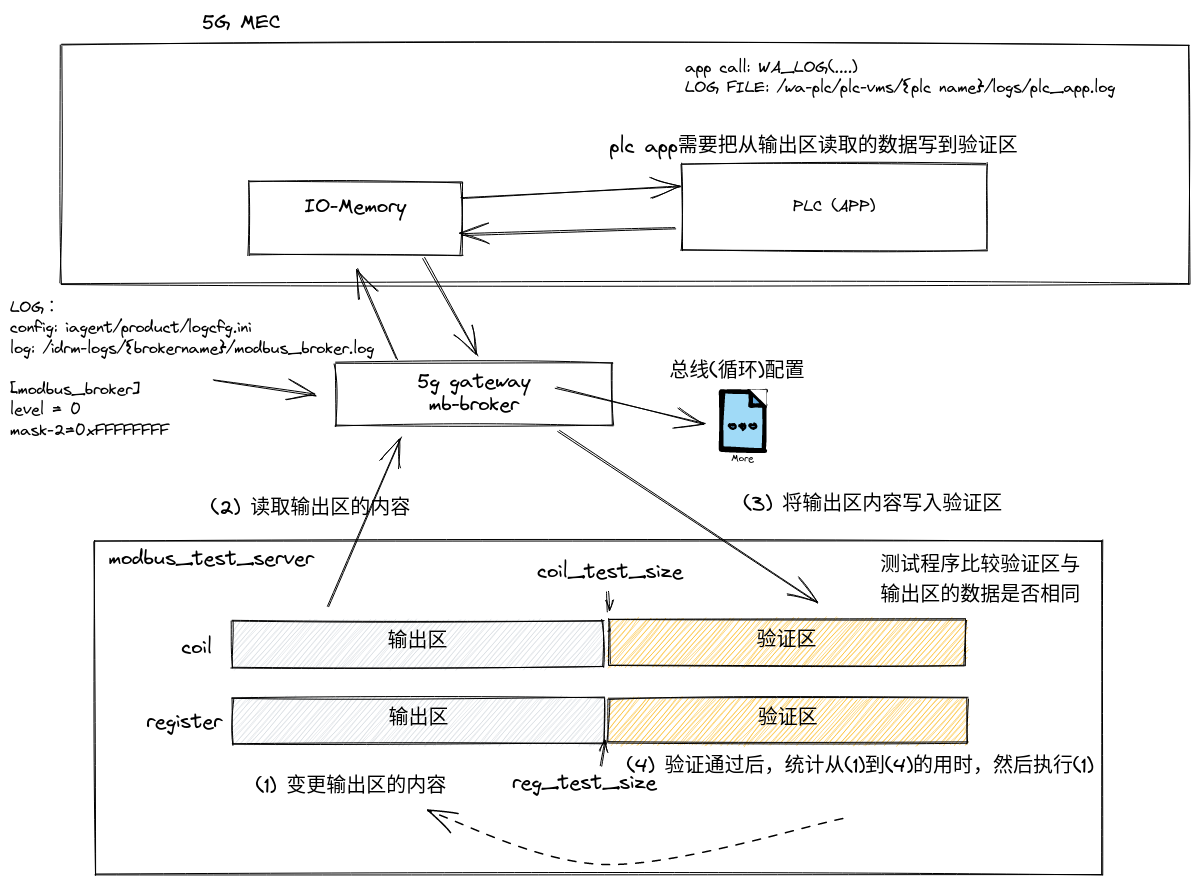 5G MEC
app call: WA_LOG(....)
LOG FILE: /wa-plc/plc-vms/{plc name}/logs/plc_app.log
plc app需要把从输出区读取的数据写到验证区
IO-Memory
PLC (APP)
LOG：
config: iagent/product/logcfg.ini
log: /idrm-logs/{brokername}/modbus_broker.log
[modbus_broker]
level = 0
mask-2=0xFFFFFFFF
5g gateway
mb-broker
总线(循环)配置
More
(2) 读取输出区的内容
(3) 将输出区内容写入验证区
modbus_test_server
coil_test_size
测试程序比较验证区与
输出区的数据是否相同
coil
输出区
验证区
register
输出区
验证区
(4) 验证通过后，统计从(1)到(4)的用时，然后执行(1)
(1) 变更输出区的内容
reg_test_size